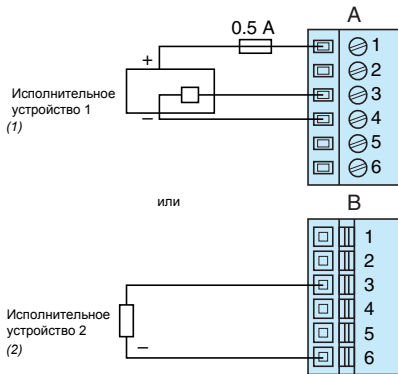 A
0.5 A
+
1
2
Исполнительное
устройство 1
(1)
3
–
4
5
6
или
B
1
2
3
Исполнительное
устройство 2
(2)
4
5
–
6